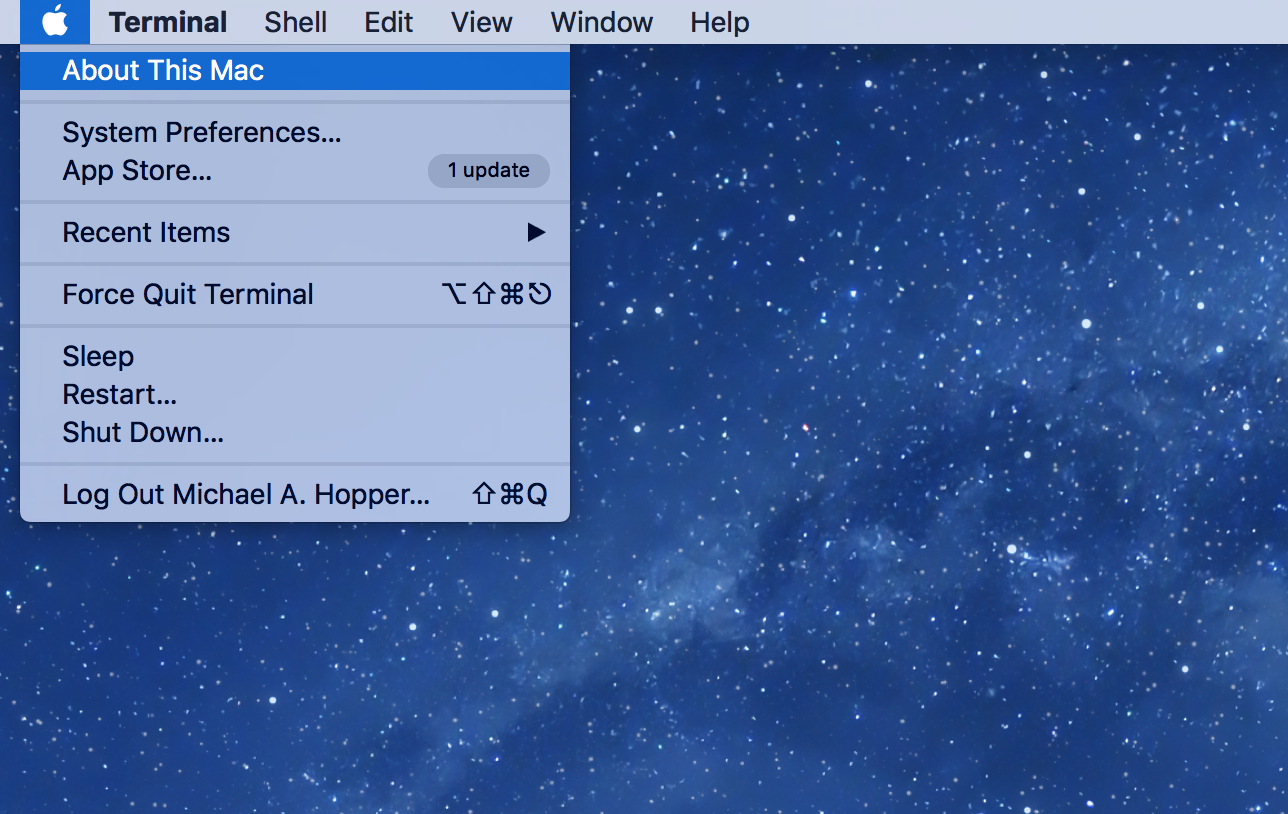 Terminal Shell Edit View Window Help
About This Mac
System Preferences...
App Store... 1 update
Recent Items ▶
Force Quit Terminal ⌥⇧⌘⎋
Sleep
Restart...
Shut Down...
Log Out Michael A. Hopper... ⇧⌘Q